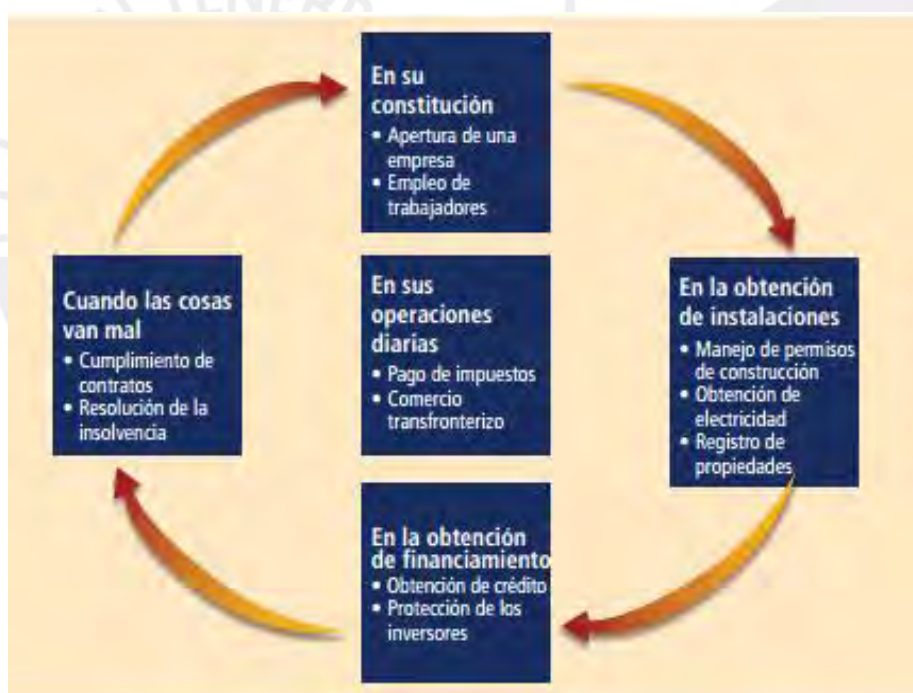 En su
constitución
• Apertura de una
empresa
• Empleo de
trabajadores
Cuando las cosas
van mal
• Cumplimiento de
contratos
• Resolución de la
insolvencia
En sus
operaciones
diarias
• Pago de impuestos
• Comercio
transfronterizo
En la obtención
de instalaciones
• Manejo de permisos
de construcción
• Obtención de
electricidad
• Registro de
propiedades
En la obtención
de financiamiento
• Obtención de crédito
• Protección de los
inversores